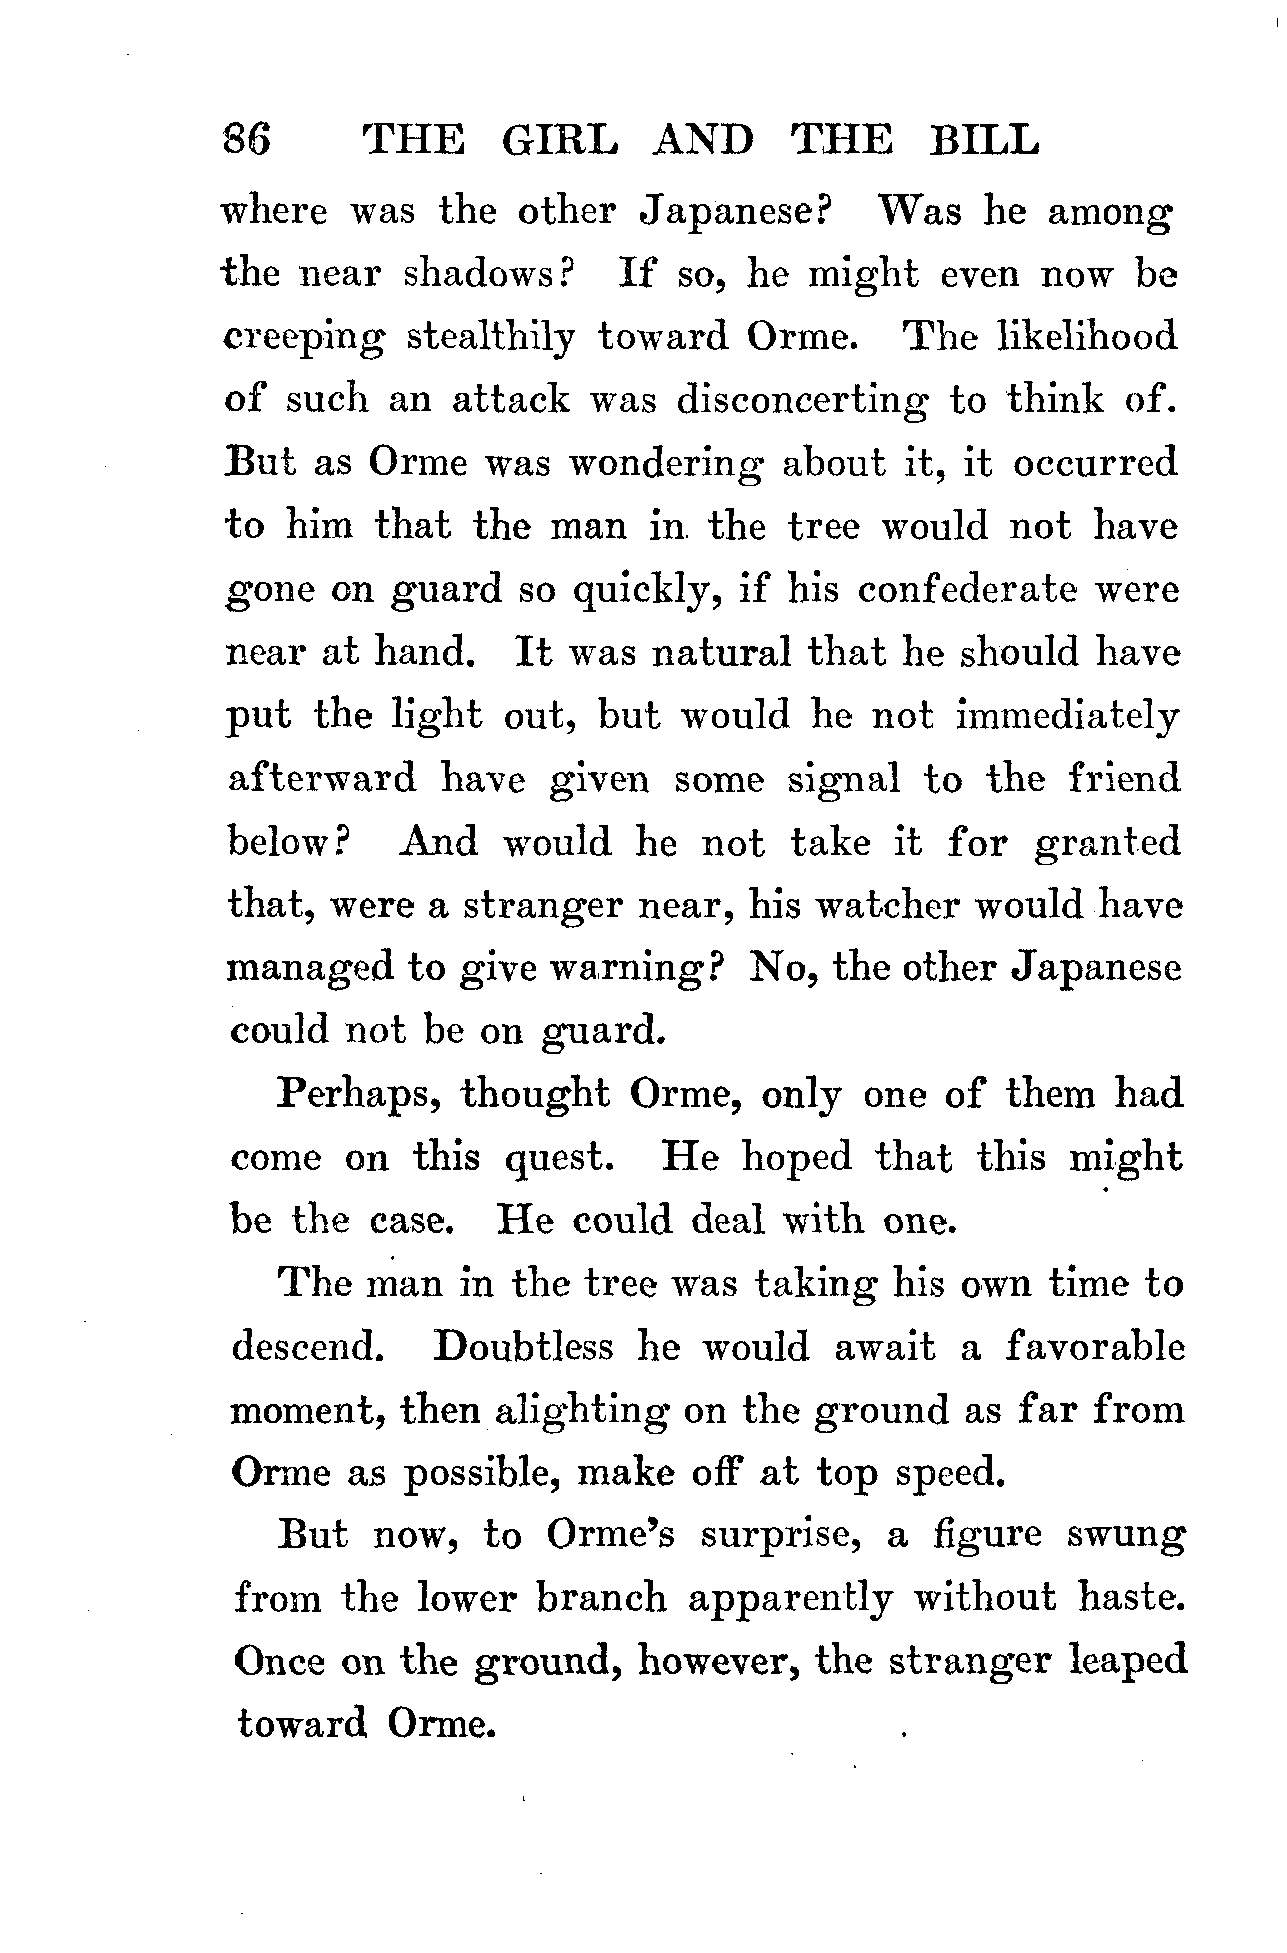 86 THE GIRL AND THE BILL
where was the other Japanese? Was he among
the near shadows? If so, he might even now be
creeping stealthily toward Orme. The likelihood
of such an attack was disconcerting to think of.
But as Orme was wondering about it, it occurred
to him that the man in the tree would not have
gone on guard so quickly, if his confederate were
near at hand. It was natural that he should have
put the light out, but would he not immediately
afterward have given some signal to the friend
below? And would he not take it for granted
that, were a stranger near, his watcher would have
managed to give warning? No, the other Japanese
could not be on guard.
Perhaps, thought Orme, only one of them had
come on this quest. He hoped that this might
be the case. He could deal with one.
The man in the tree was taking his own time to
descend. Doubtless he would await a favorable
moment, then alighting on the ground as far from
Orme as possible, make off at top speed.
But now, to Orme's surprise, a figure swung
from the lower branch apparently without haste.
Once on the ground, however, the stranger leaped
toward Orme.